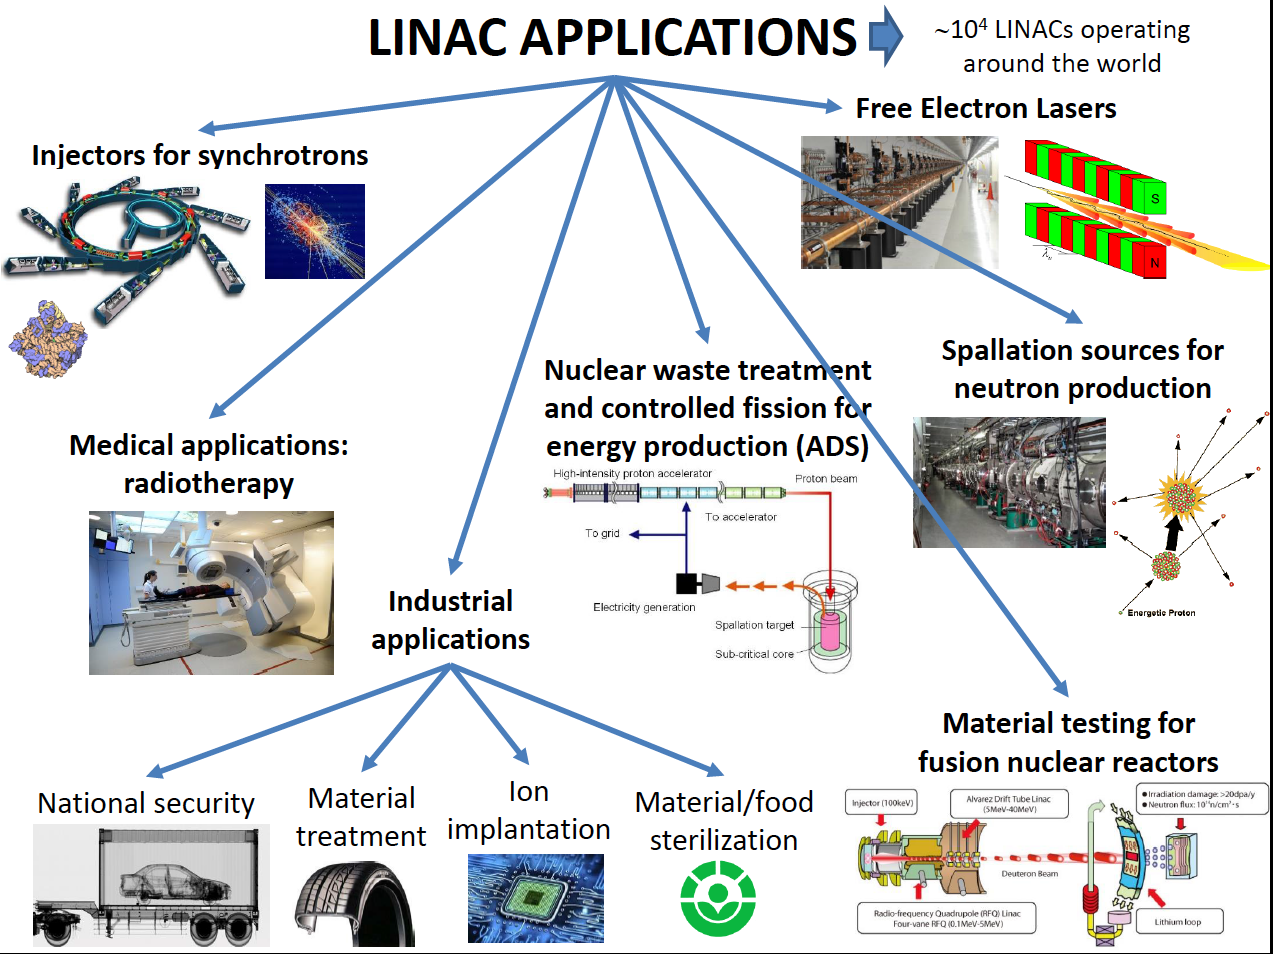 LINAC APPLICATIONS
~10⁴ LINACs operating
around the world
Free Electron Lasers
Injectors for synchrotrons
S
N
λu
Spallation sources for
neutron production
Nuclear waste treatment
and controlled fission for
energy production (ADS)
Medical applications:
radiotherapy
High-intensity proton accelerator
Proton beam
To accelerator
To grid
Electricity generation
Spallation target
Sub-critical core
Energetic Proton
Industrial
applications
Material testing for
fusion nuclear reactors
National security
Material
treatment
Ion
implantation
Material/food
sterilization
Injector (100keV)
Alvarez Drift Tube Linac
(5MeV-40MeV)
Irradiation damage: >20dpa/y
Deuteron Beam
Radio-frequency Quadrupole (RFQ) Linac
Four-vane RFQ (0.1MeV-5MeV)
Lithium loop